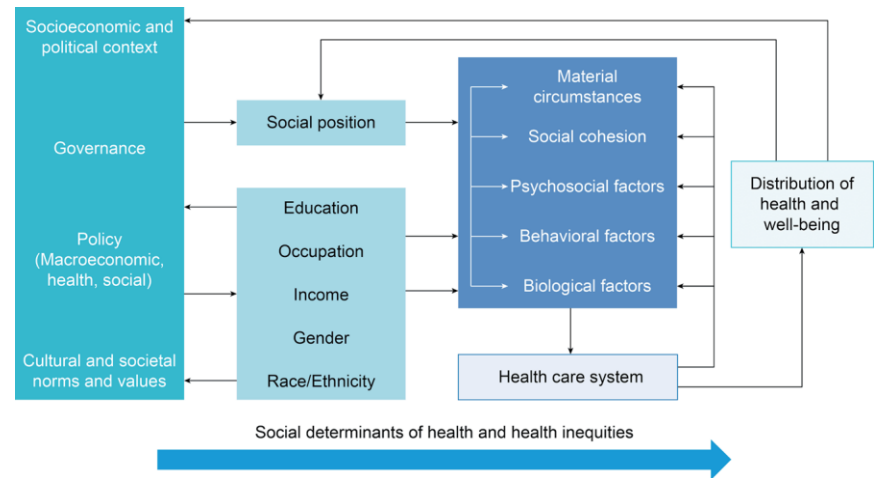 Socioeconomic and
political context
Governance
Policy
(Macroeconomic,
health, social)
Cultural and societal
norms and values
Social position
Education
Occupation
Income
Gender
Race/Ethnicity
Material
circumstances
Social cohesion
Psychosocial factors
Behavioral factors
Biological factors
Health care system
Distribution of
health and
well-being
Social determinants of health and health inequities